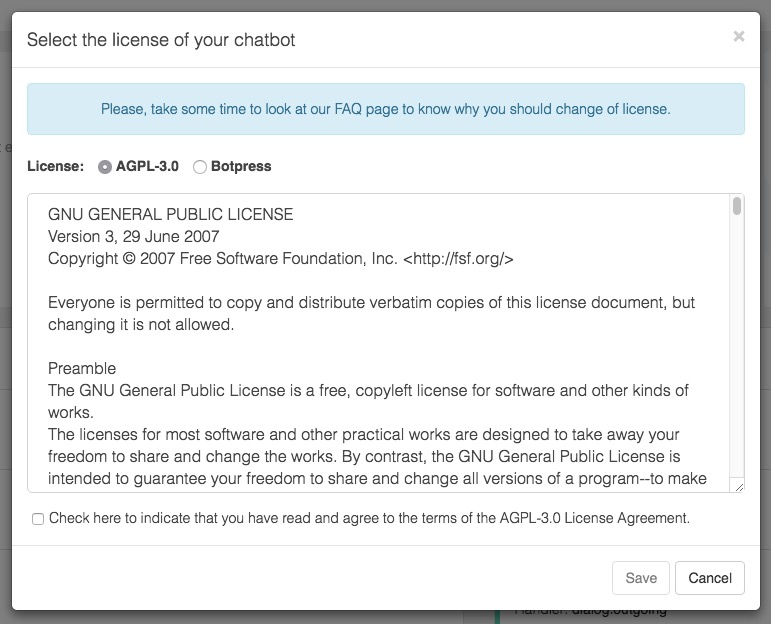 Select the license of your chatbot
×
Please, take some time to look at our FAQ page to know why you should change of license.
License: AGPL-3.0 Botpress
GNU GENERAL PUBLIC LICENSE
Version 3, 29 June 2007
Copyright © 2007 Free Software Foundation, Inc. <http://fsf.org/>
Everyone is permitted to copy and distribute verbatim copies of this license document, but
changing it is not allowed.
Preamble
The GNU General Public License is a free, copyleft license for software and other kinds of
works.
The licenses for most software and other practical works are designed to take away your
freedom to share and change the works. By contrast, the GNU General Public License is
intended to guarantee your freedom to share and change all versions of a program--to make
Check here to indicate that you have read and agree to the terms of the AGPL-3.0 License Agreement.
Save Cancel
Handler: dialog.outgoing